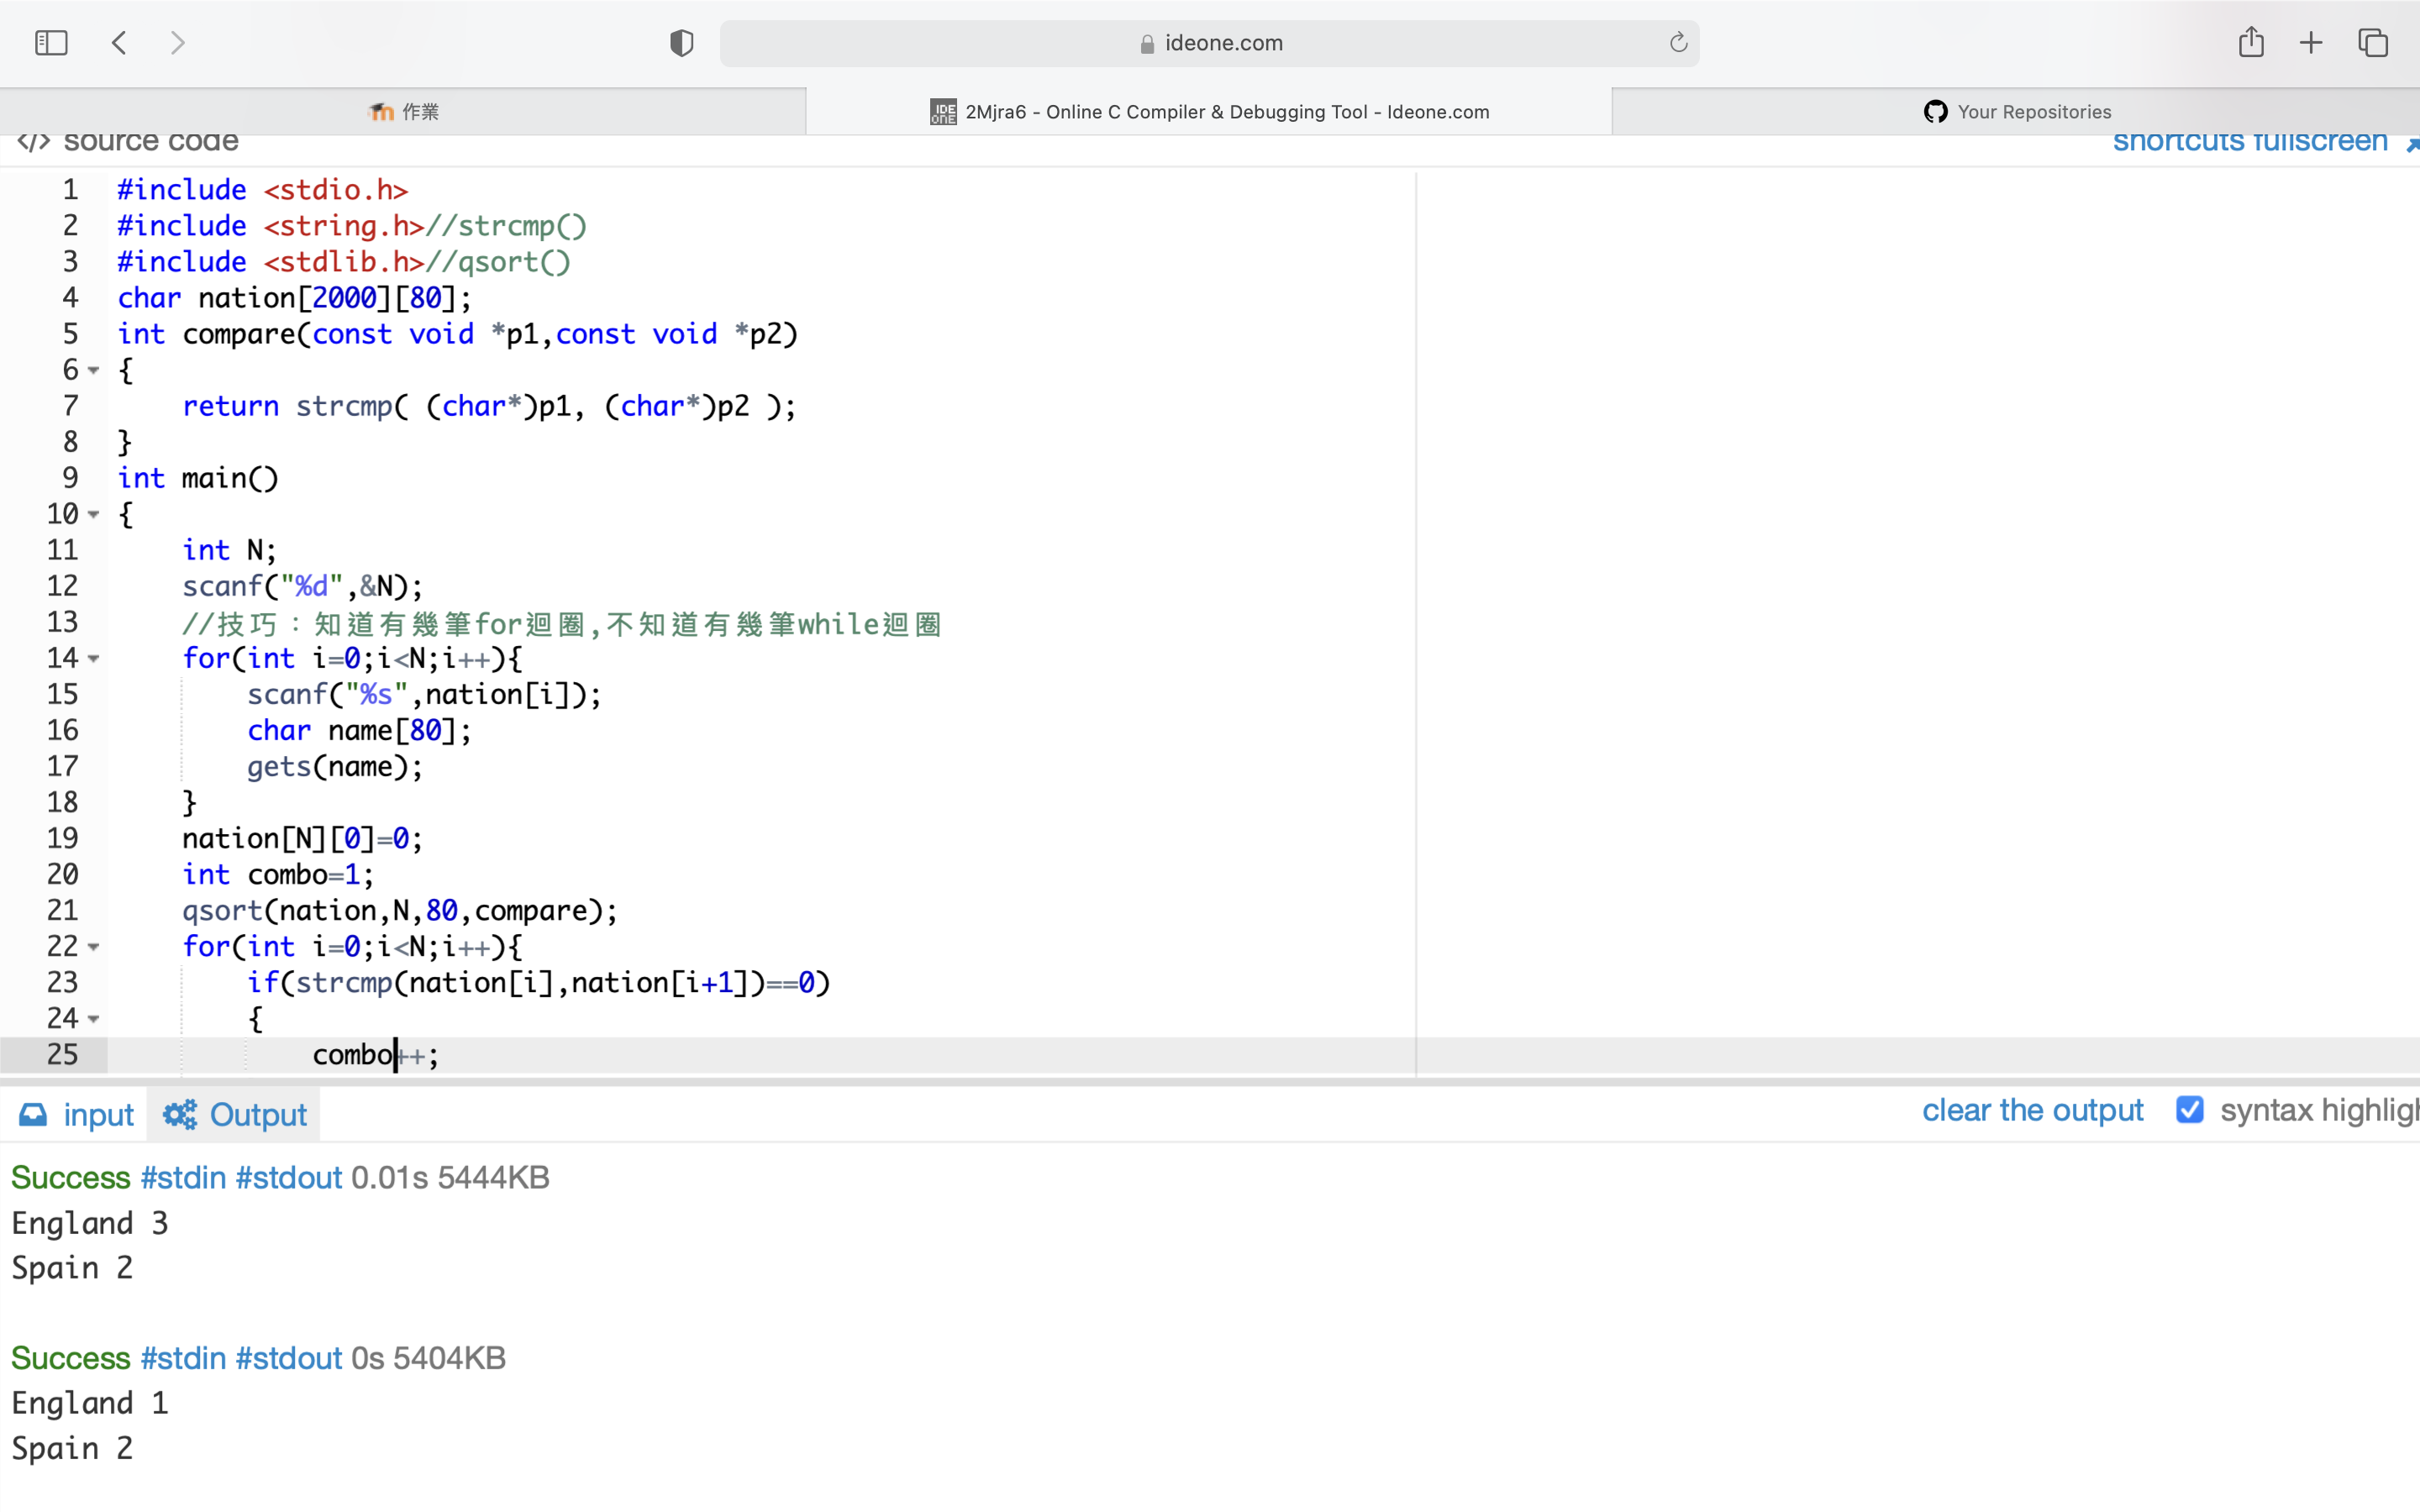 ideone.com
作業
2Mjra6 - Online C Compiler & Debugging Tool - Ideone.com
Your Repositories
</> source code
shortcuts fullscreen
1 #include <stdio.h>
2 #include <string.h>//strcmp()
3 #include <stdlib.h>//qsort()
4 char nation[2000][80];
5 int compare(const void *p1,const void *p2)
6 {
7 return strcmp( (char*)p1, (char*)p2 );
8 }
9 int main()
10 {
11 int N;
12 scanf("%d",&N);
13 //技巧：知道有幾筆for迴圈,不知道有幾筆while迴圈
14 for(int i=0;i<N;i++){
15 scanf("%s",nation[i]);
16 char name[80];
17 gets(name);
18 }
19 nation[N][0]=0;
20 int combo=1;
21 qsort(nation,N,80,compare);
22 for(int i=0;i<N;i++){
23 if(strcmp(nation[i],nation[i+1])==0)
24 {
25 combo++;
input
Output
clear the output
syntax highligh
Success #stdin #stdout 0.01s 5444KB
England 3
Spain 2
Success #stdin #stdout 0s 5404KB
England 1
Spain 2